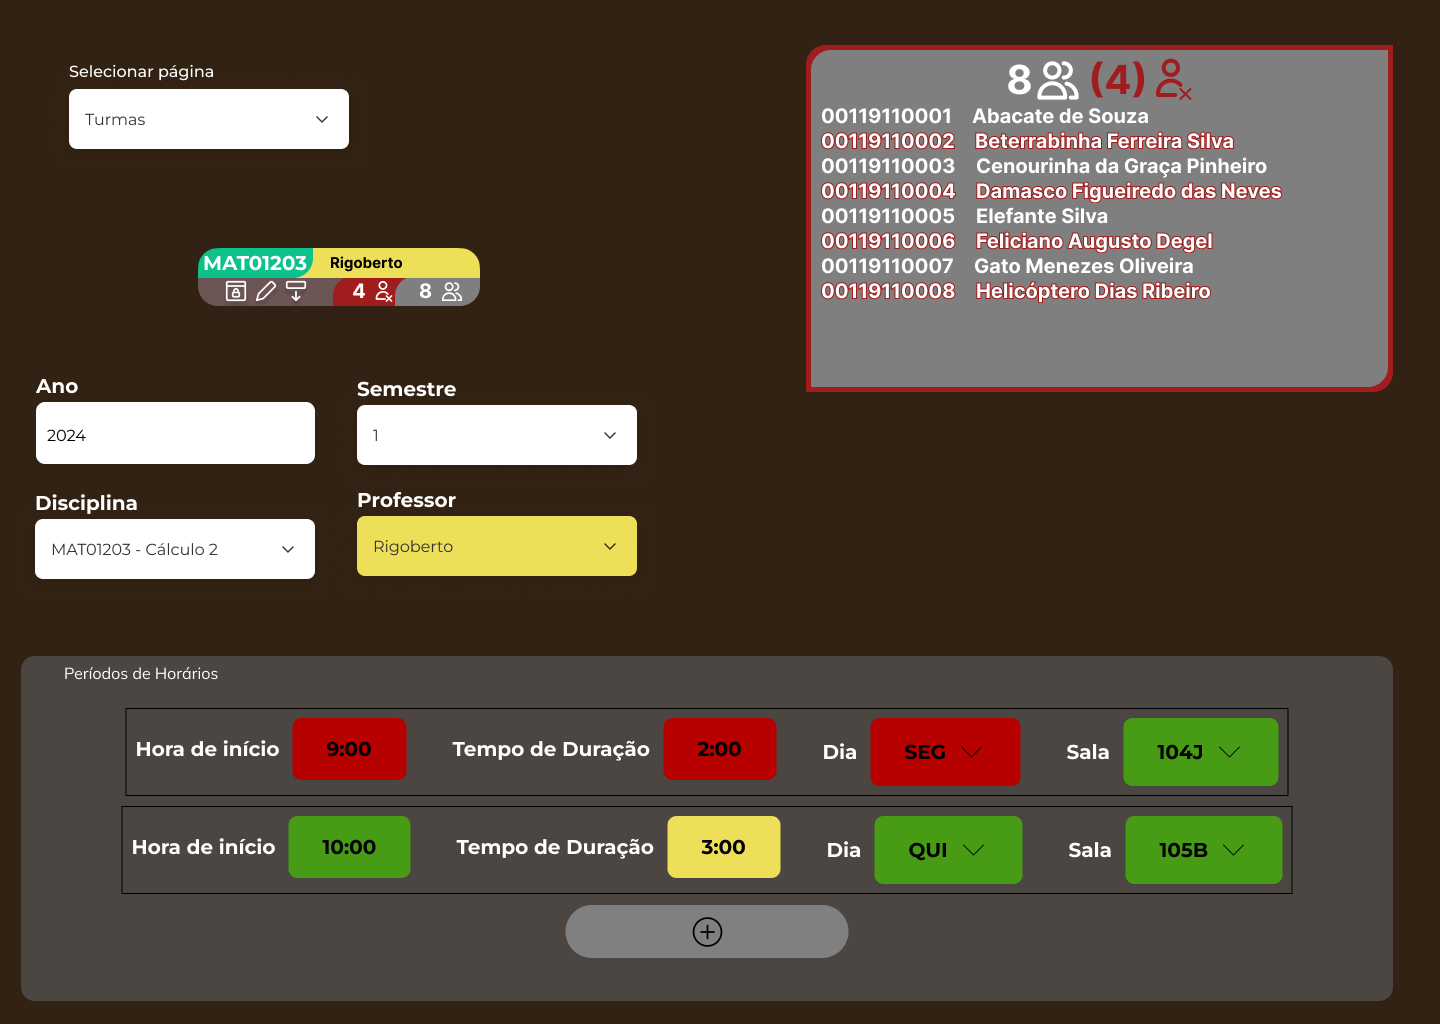 Selecionar página
Turmas
8 (4)
00119110001 Abacate de Souza
00119110002 Beterrabinha Ferreira Silva
00119110003 Cenourinha da Graça Pinheiro
00119110004 Damasco Figueiredo das Neves
00119110005 Elefante Silva
00119110006 Feliciano Augusto Degel
00119110007 Gato Menezes Oliveira
00119110008 Helicóptero Dias Ribeiro
MAT01203 Rigoberto
4 8
Ano
2024
Semestre
1
Disciplina
MAT01203 - Cálculo 2
Professor
Rigoberto
Períodos de Horários
Hora de início 9:00 Tempo de Duração 2:00 Dia SEG Sala 104J
Hora de início 10:00 Tempo de Duração 3:00 Dia QUI Sala 105B